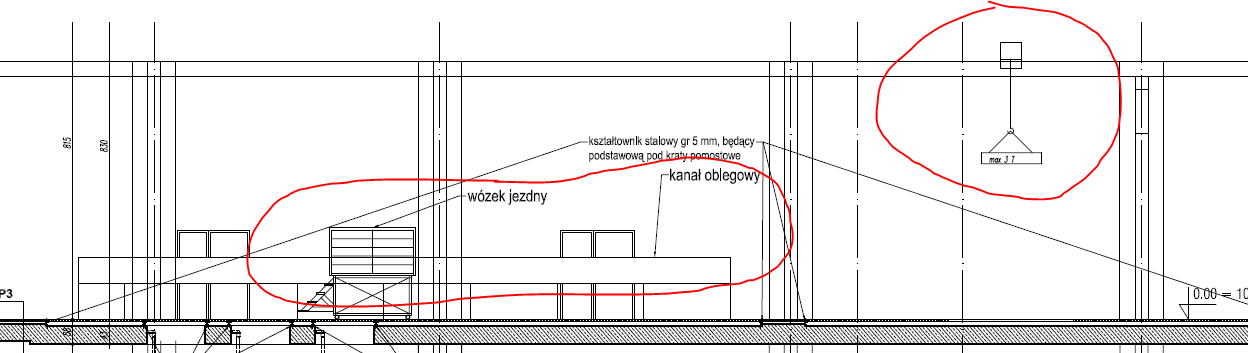 815
830
kształtownik stalowy gr 5 mm, będący
podstawową pod kraty pomostowe
kanał oblegowy
wózek jezdny
max 3 T
P3
0.00 = 10